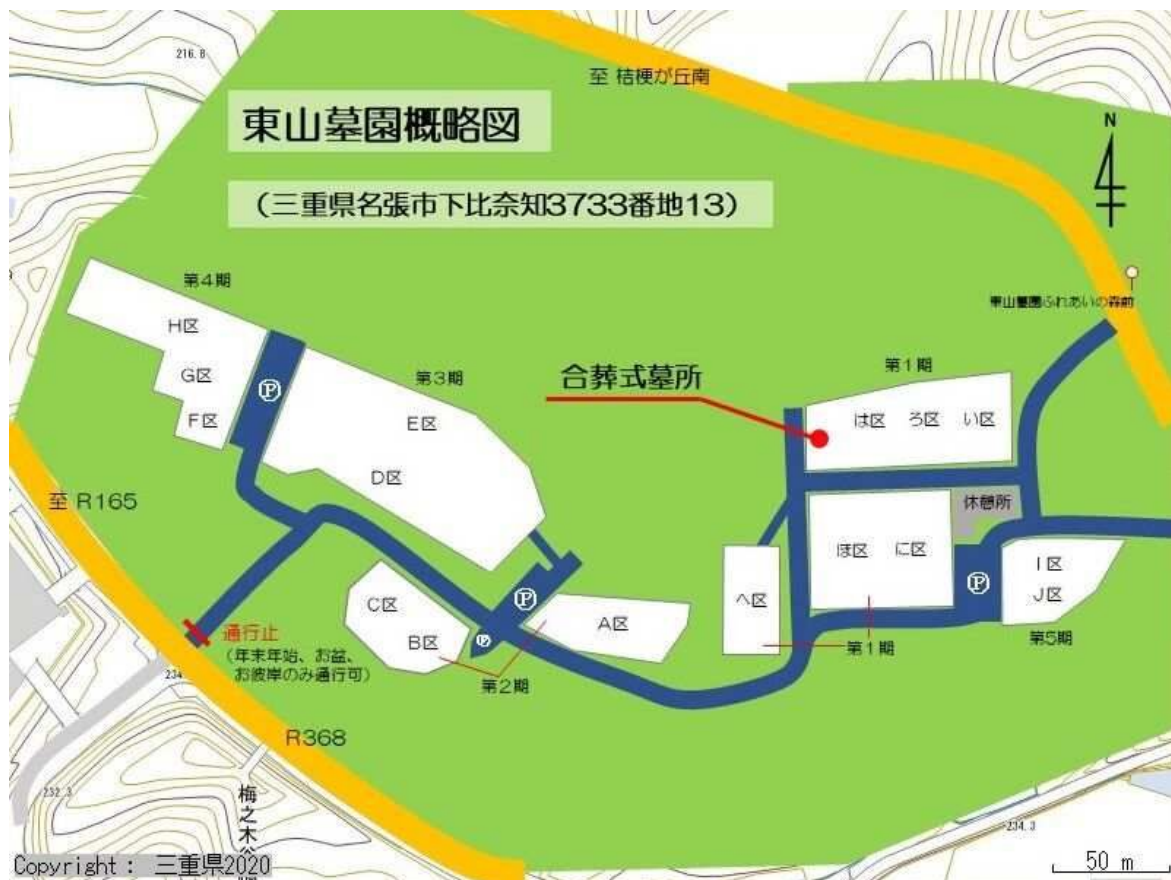 216.8
至 桔梗が丘南
東山墓園概略図
(三重県名張市下比奈知3733番地13)
N
東山墓園ふれあいの森前
第4期
H区
G区
F区
P
第3期
E区
D区
合葬式墓所
第1期
は区 ろ区 い区
休憩所
至 R165
ほ区 に区
P
I区
J区
第5期
C区
B区
P
P
A区
へ区
第1期
第2期
通行止
(年末年始、お盆、
お彼岸のみ通行可)
234.
R368
232.3
梅之木
234.3
50 m
Copyright : 三重県2020